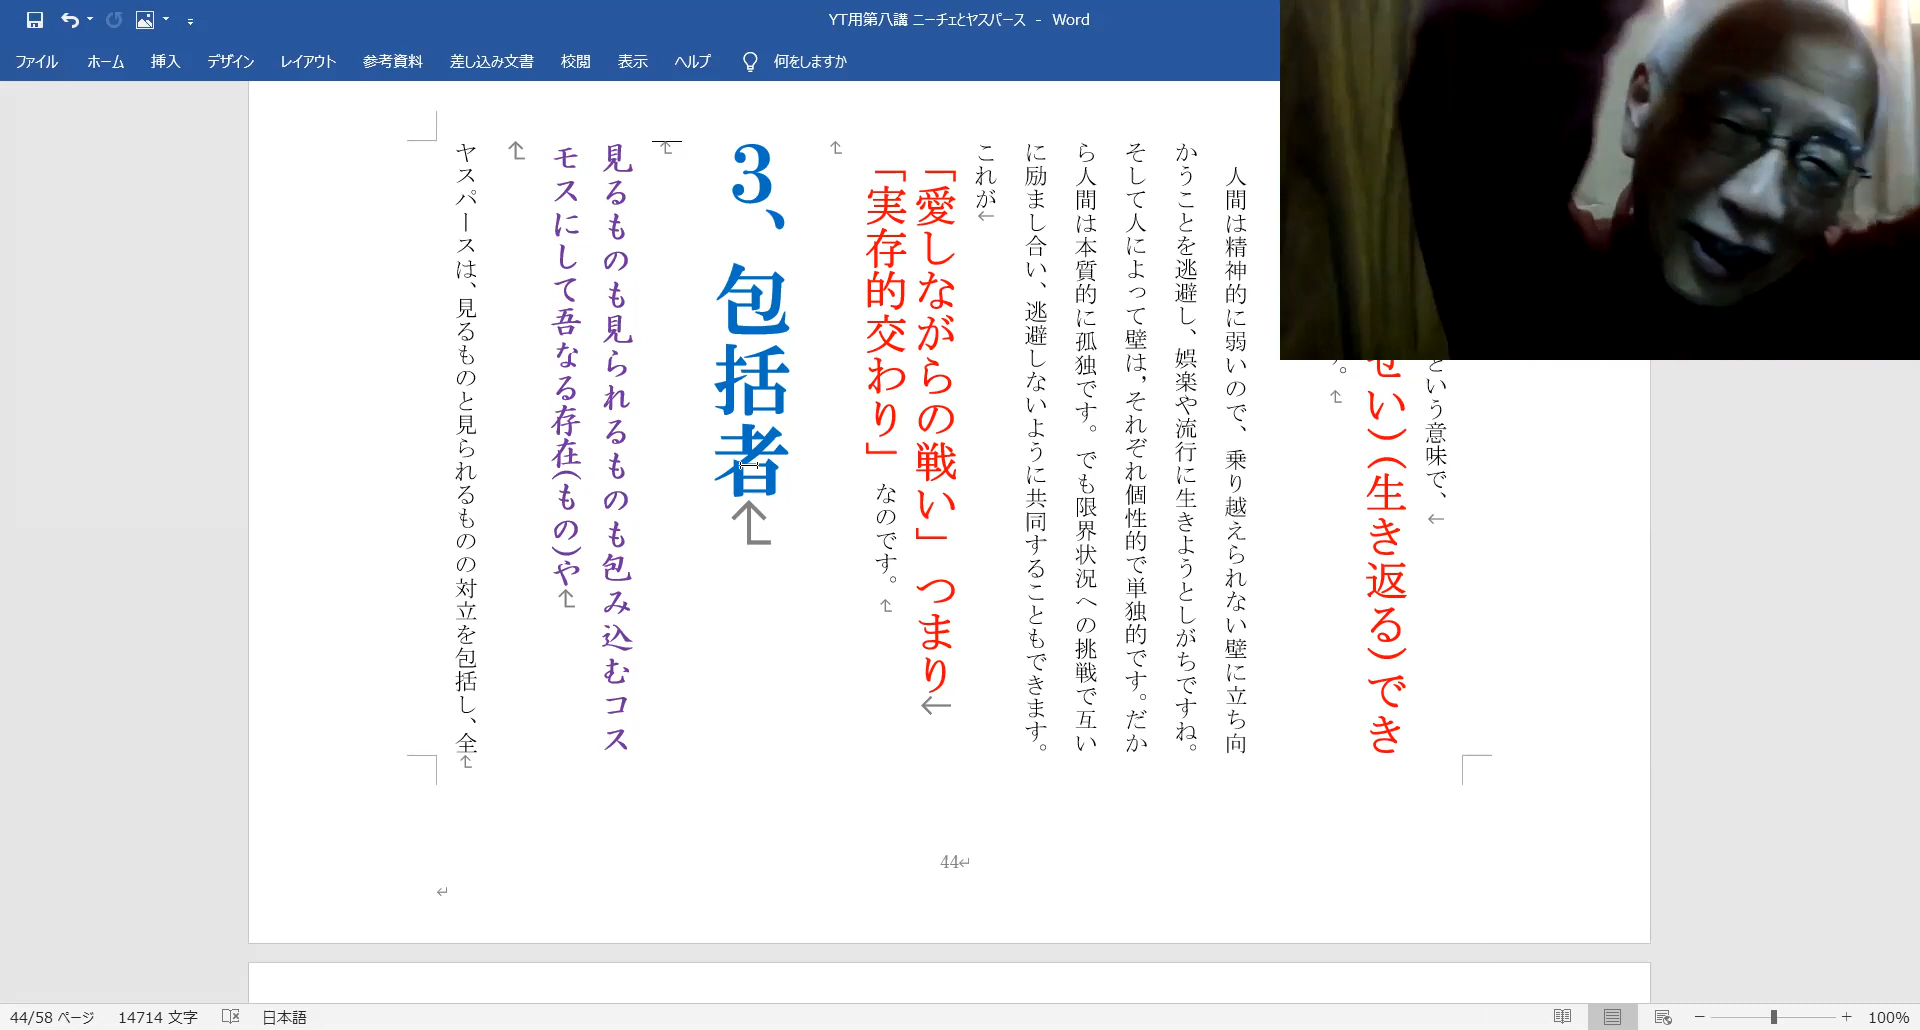 YT用第八講 ニーチェとヤスパース - Word
ファイル ホーム 挿入 デザイン レイアウト 参考資料 差し込み文書 校閲 表示 ヘルプ 何をしますか
という意味で、
せい)(生き返る)でき
。
人間は精神的に弱いので、乗り越えられない壁に立ち向
かうことを逃避し、娯楽や流行に生きようとしがちですね。
そして人によって壁は,それぞれ個性的で単独的です。だか
ら人間は本質的に孤独です。でも限界状況への挑戦で互い
に励まし合い、逃避しないように共同することもできます。
これが
「愛しながらの戦い」つまり
「実存的交わり」なのです。
3、包括者
見るものも見られるものも包み込むコス
モスにして吾なる存在(もの)や
ヤスパースは、見るものと見られるものの対立を包括し、全
44
44/58 ページ 14714 文字 日本語 100%